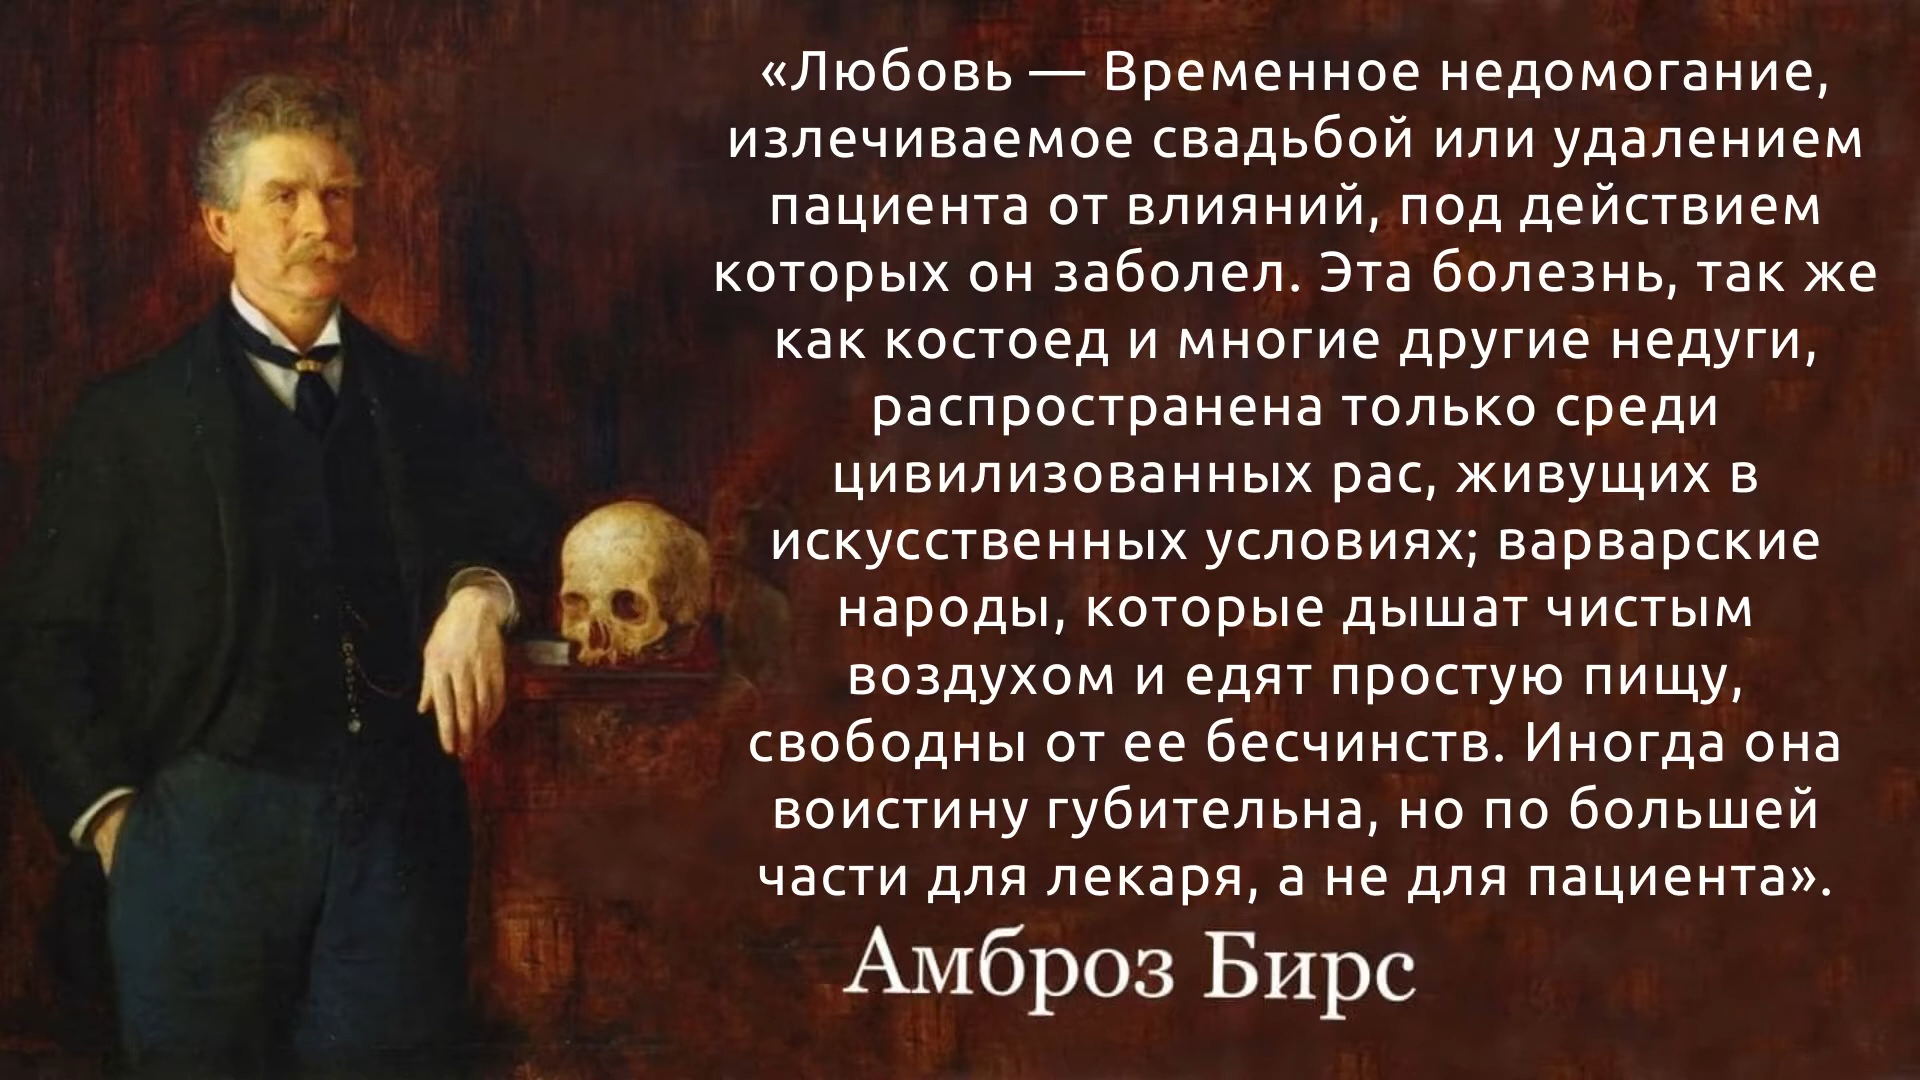 «Любовь — Временное недомогание,
излечиваемое свадьбой или удалением
пациента от влияний, под действием
которых он заболел. Эта болезнь, так же
как костоед и многие другие недуги,
распространена только среди
цивилизованных рас, живущих в
искусственных условиях; варварские
народы, которые дышат чистым
воздухом и едят простую пищу,
свободны от ее бесчинств. Иногда она
воистину губительна, но по большей
части для лекаря, а не для пациента».
Амброз Бирс